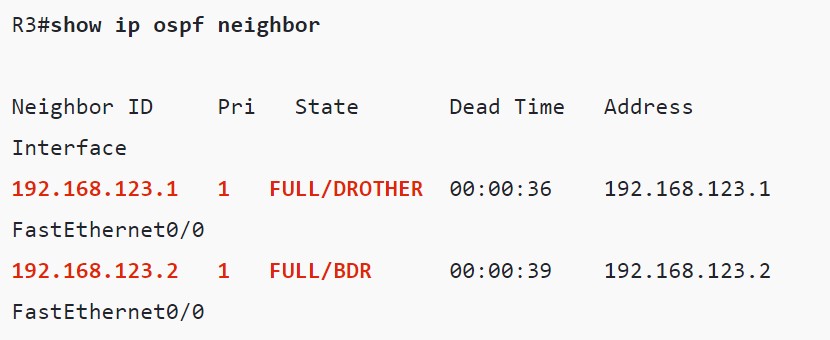 R3#show ip ospf neighbor
Neighbor ID     Pri   State       Dead Time   Address
Interface
192.168.123.1   1   FULL/DROTHER  00:00:36    192.168.123.1
FastEthernet0/0
192.168.123.2   1   FULL/BDR      00:00:39    192.168.123.2
FastEthernet0/0